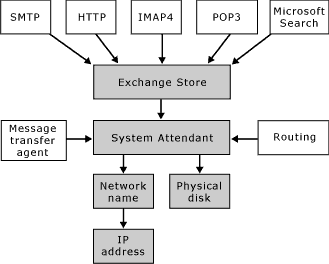 SMTP
HTTP
IMAP4
POP3
Microsoft
Search
Exchange Store
Message
transfer
agent
System Attendant
Routing
Network
name
Physical
disk
IP
address